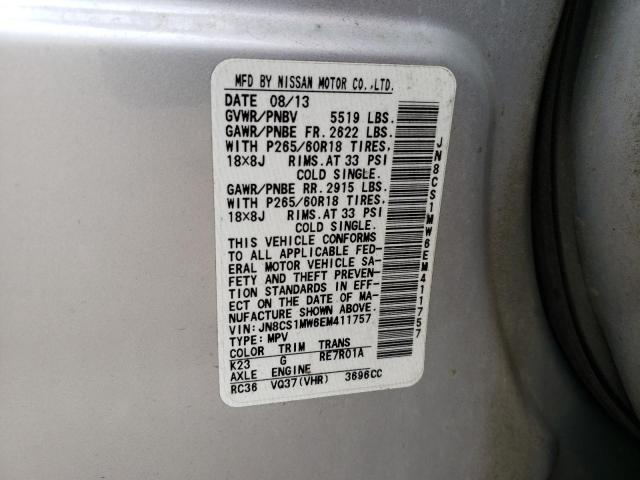 MFD BY NISSAN MOTOR CO.,LTD.
DATE 08/13
GVWR/PNBV 5519 LBS.
GAWR/PNBE FR. 2622 LBS.
WITH P265/60R18 TIRES,
18×8J RIMS.AT 33 PSI
COLD SINGLE.
GAWR/PNBE RR. 2915 LBS.
WITH P265/60R18 TIRES,
18×8J RIMS.AT 33 PSI
COLD SINGLE.
THIS VEHICLE CONFORMS
TO ALL APPLICABLE FED-
ERAL MOTOR VEHICLE SA-
FETY AND THEFT PREVEN-
TION STANDARDS IN EFF-
ECT ON THE DATE OF MA-
NUFACTURE SHOWN ABOVE.
VIN: JN8CS1MW6EM411757
TYPE: MPV
COLOR TRIM TRANS
K23 G RE7R01A
AXLE ENGINE
RC36 VQ37(VHR) 3696CC
JN8CS1MW6EM411757